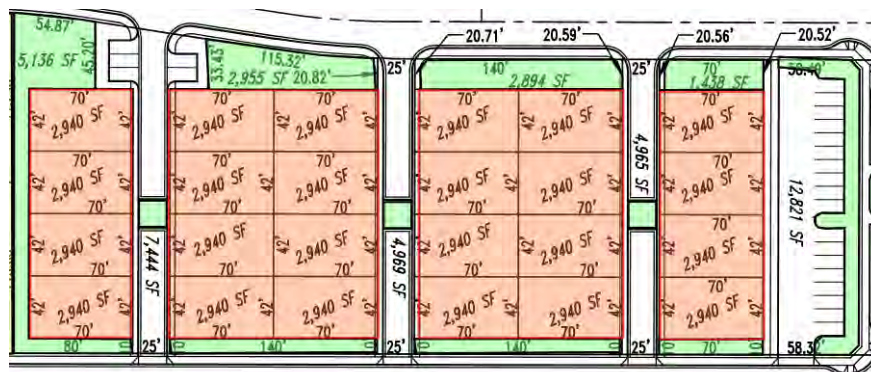 54.87'
45.20'
5,136 SF
33.43'
115.32'
2,955 SF 20.82'
25'
20.71'
140'
2,894 SF
20.59'
25'
20.56'
70'
1,438 SF
20.52'
70' 70' 70' 70' 70' 70'
42' 2,940 SF 42' 42' 2,940 SF 42' 2,940 SF 42' 42' 2,940 SF 42' 2,940 SF 42' 42' 2,940 SF 42'
70' 70' 70' 70' 70' 70'
42' 2,940 SF 42' 42' 2,940 SF 42' 2,940 SF 42' 42' 2,940 SF 42' 2,940 SF 42' 42' 2,940 SF 42'
70' 70' 70' 70' 70' 70'
42' 2,940 SF 42' 42' 2,940 SF 42' 2,940 SF 42' 42' 2,940 SF 42' 2,940 SF 42' 42' 2,940 SF 42'
70' 70' 70' 70' 70' 70'
42' 2,940 SF 42' 42' 2,940 SF 42' 2,940 SF 42' 42' 2,940 SF 42' 2,940 SF 42' 42' 2,940 SF 42'
70' 70' 70' 70' 70' 70'
7,444 SF
4,969 SF
4,965 SF
12,821 SF
80' 10' 25' 10' 140' 10' 25' 10' 140' 10' 25' 10' 70' 10' 58.32'